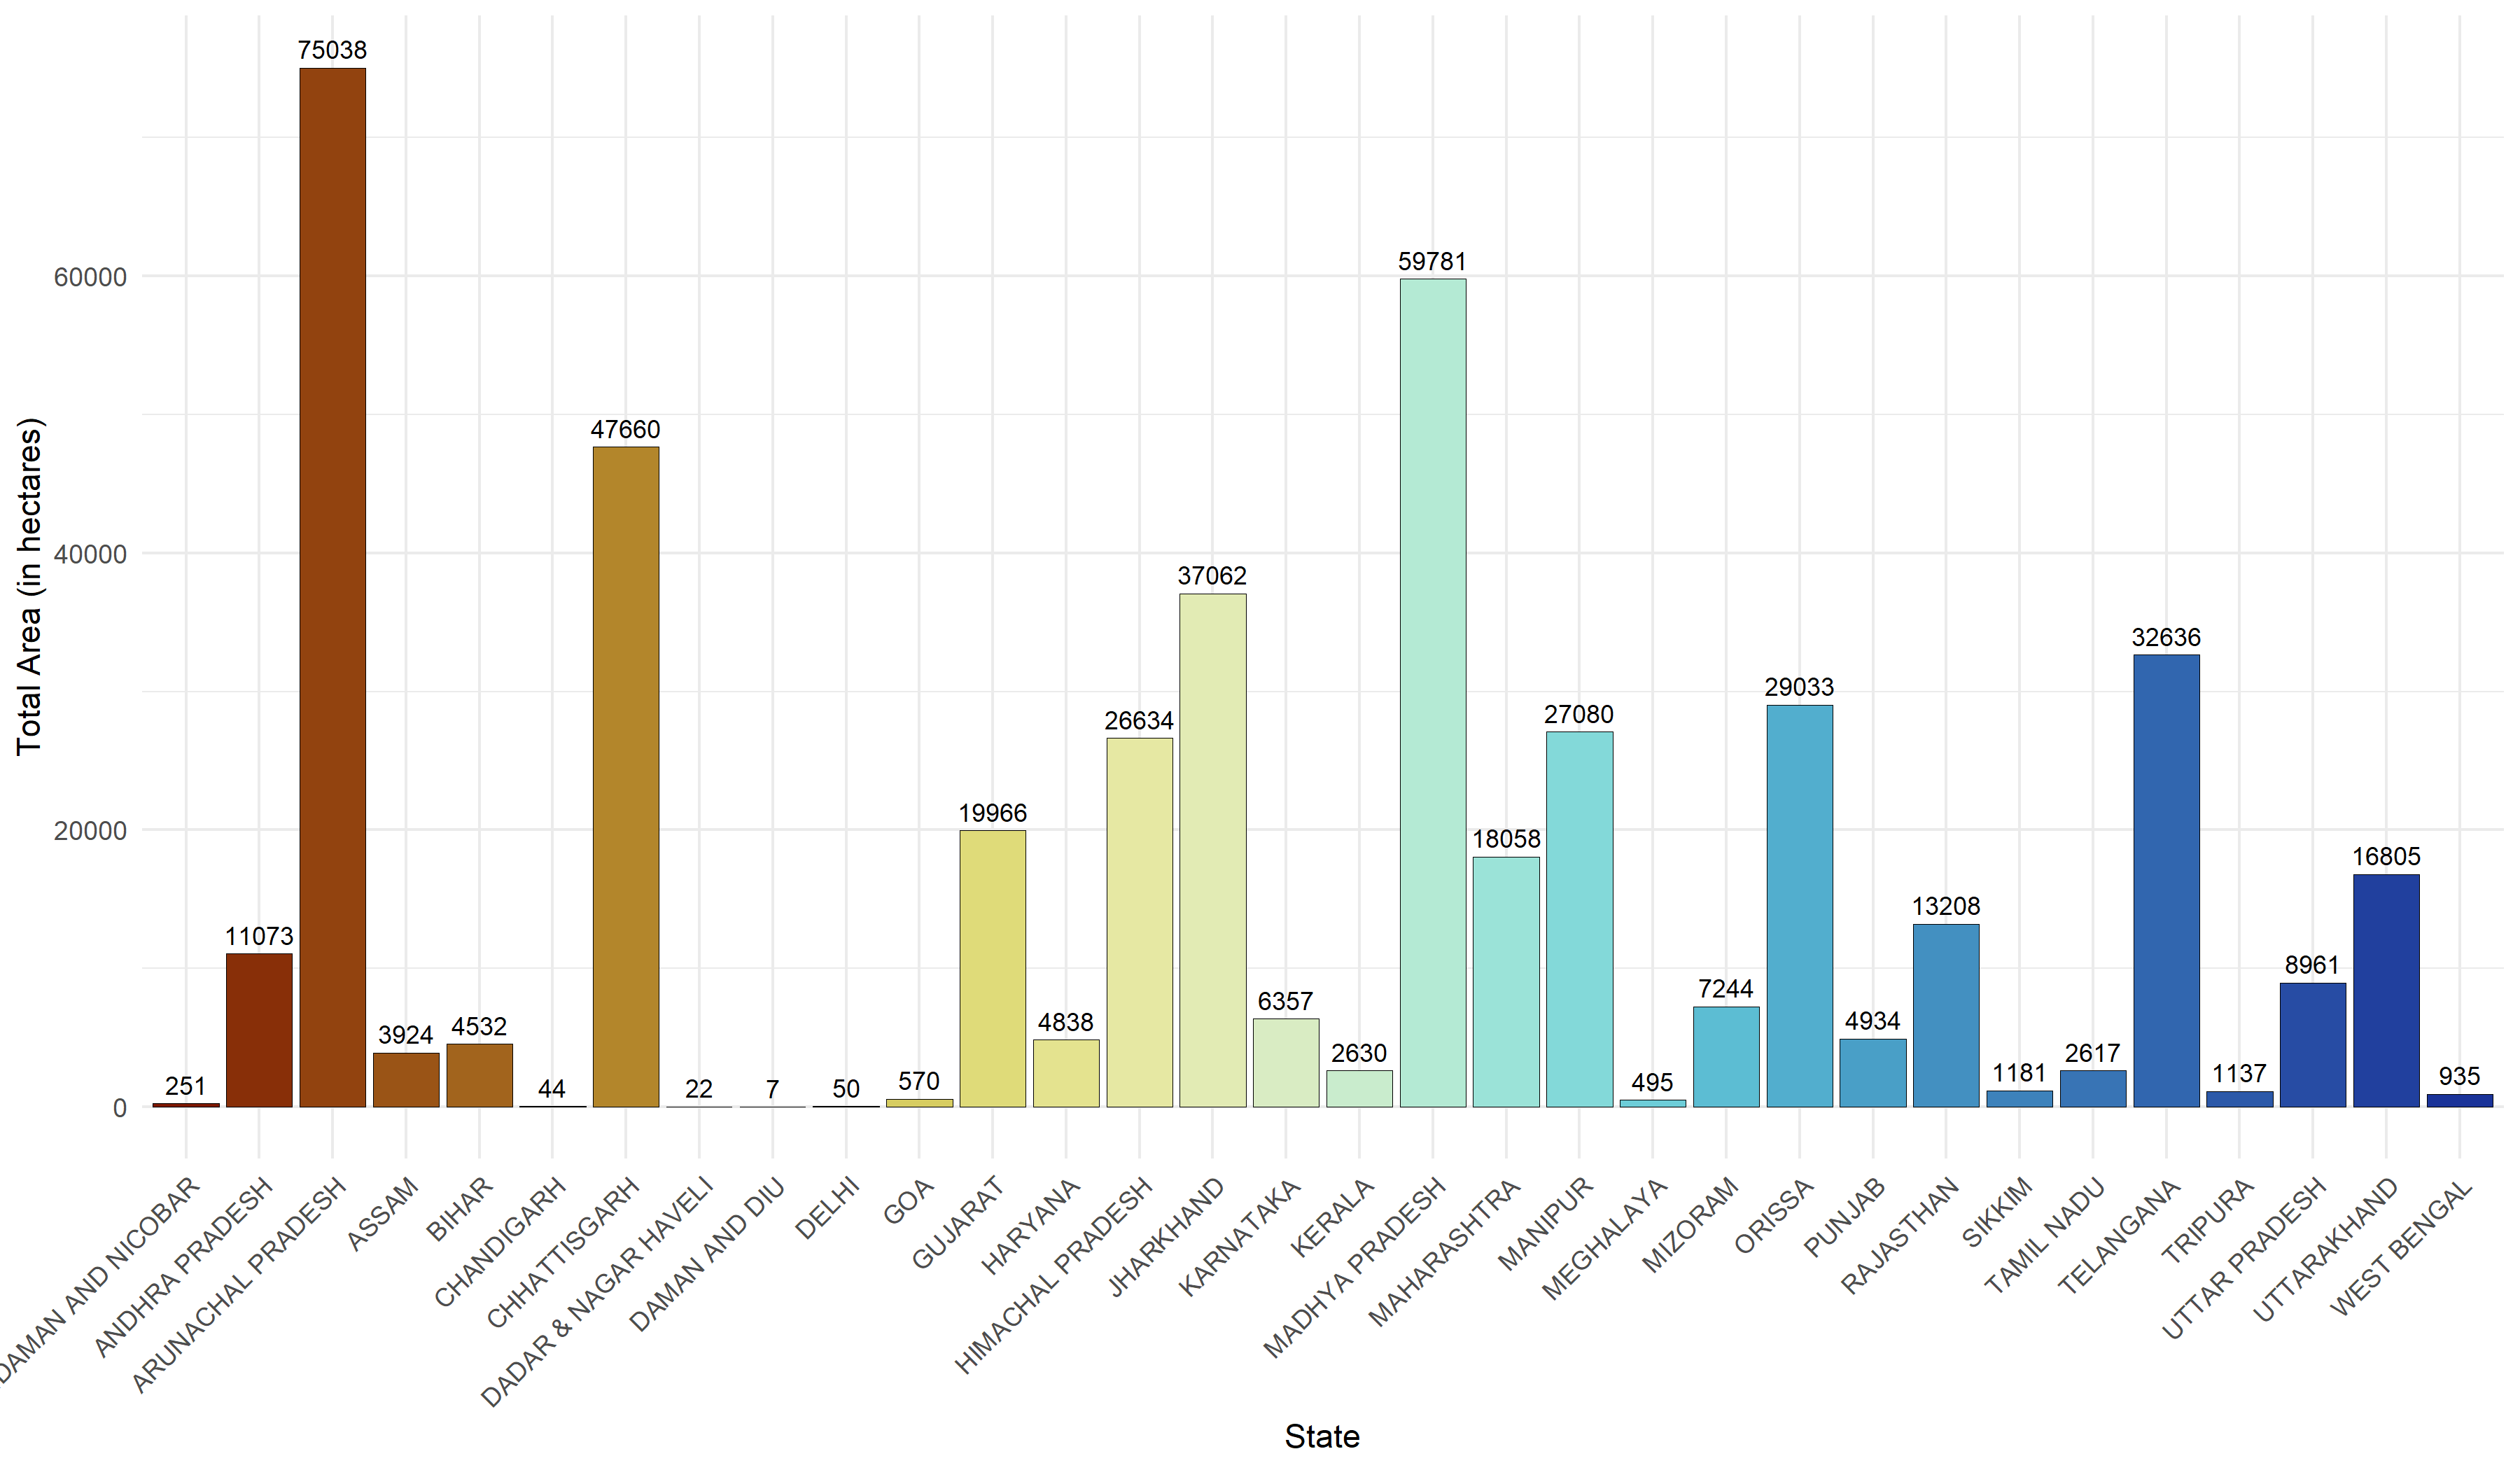 75038
59781
47660
37062
32636
29033
27080
26634
19966
18058
16805
13208
11073
8961
7244
6357
4934
4838
4532
3924
2630
2617
1181
1137
935
570
495
251
50
44
22
7
60000
40000
20000
0
Total Area (in hectares)
AND NICOBAR
ANDHRA PRADESH
ARUNACHAL PRADESH
ASSAM
BIHAR
CHANDIGARH
CHHATTISGARH
DADAR & NAGAR HAVELI
DAMAN AND DIU
DELHI
GOA
GUJARAT
HARYANA
HIMACHAL PRADESH
JHARKHAND
KARNATAKA
KERALA
MADHYA PRADESH
MAHARASHTRA
MANIPUR
MEGHALAYA
MIZORAM
ORISSA
PUNJAB
RAJASTHAN
SIKKIM
TAMIL NADU
TELANGANA
TRIPURA
UTTAR PRADESH
UTTARAKHAND
WEST BENGAL
State